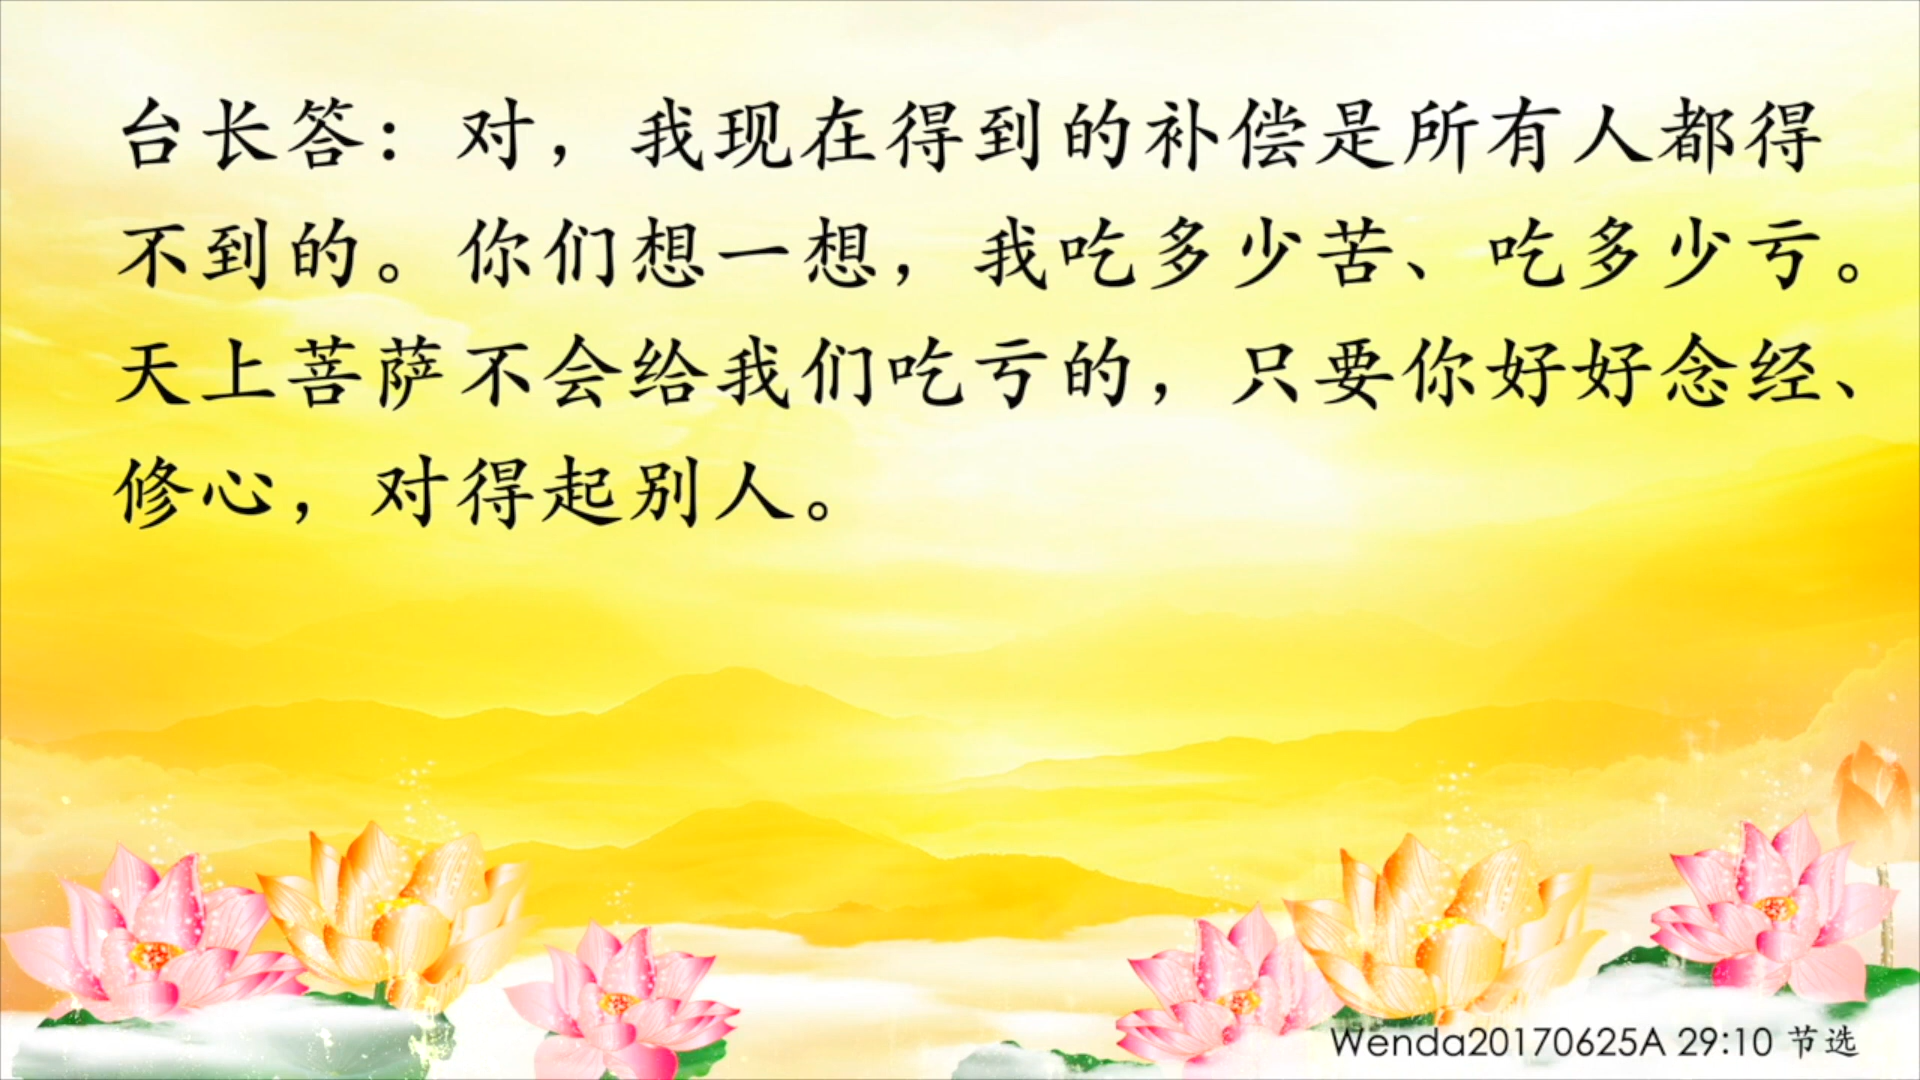 台长答：对，我现在得到的补偿是所有人都得
不到的。你们想一想，我吃多少苦、吃多少亏。
天上菩萨不会给我们吃亏的，只要你好好念经、
修心，对得起别人。
Wenda20170625A 29:10 节选